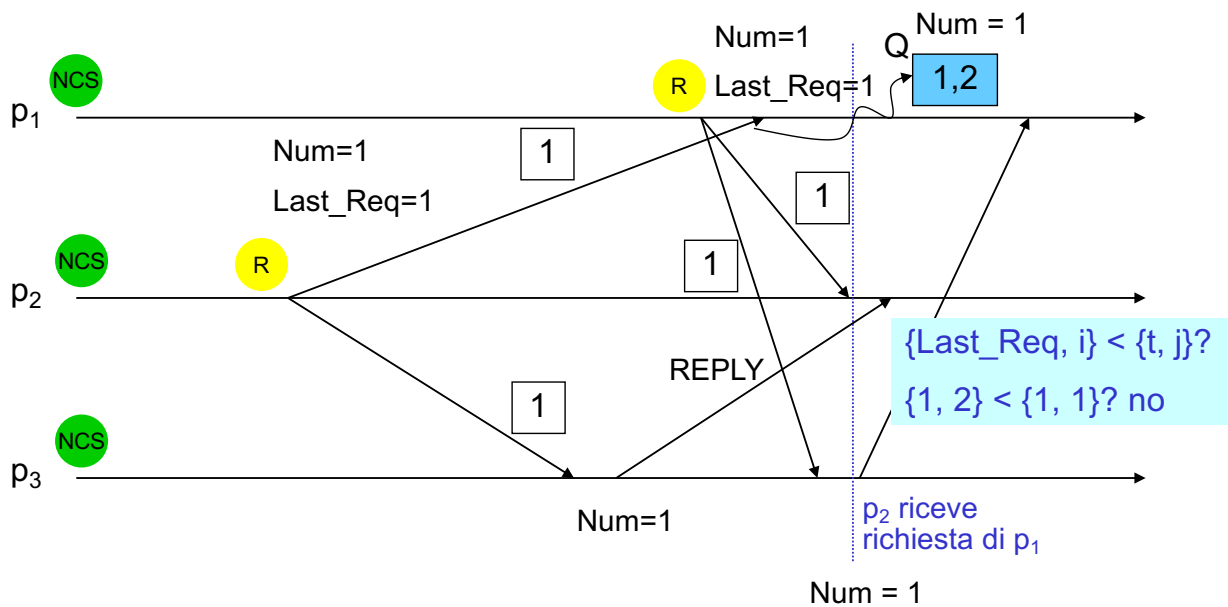 Num = 1
Num=1
Q
NCS
R
Last_Req=1
1,2
p1
Num=1
1
Last_Req=1
1
NCS
R
1
p2
{Last_Req, i} < {t, j}?
REPLY
{1, 2} < {1, 1}? no
1
NCS
p3
Num=1
p2 riceve
richiesta di p1
Num = 1